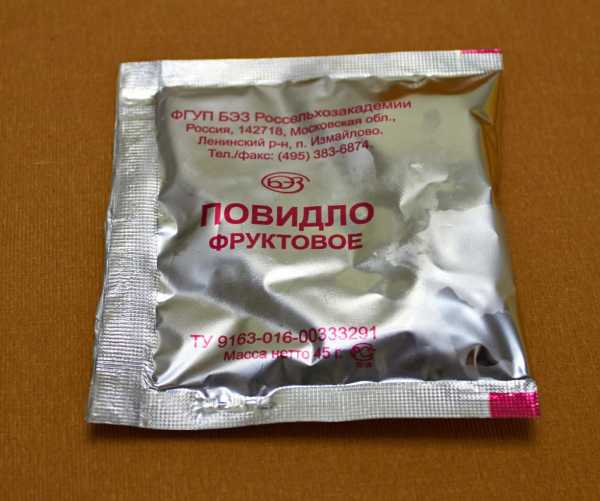 ФГУП БЭЗ Россельхозакадемии
Россия, 142718, Московская обл.,
Ленинский р-н, п. Измайлово.
Тел./факс: (495) 383-6874
БЭЗ
ПОВИДЛО
ФРУКТОВОЕ
ТУ 9163-016-00333291
Масса нетто 45 г